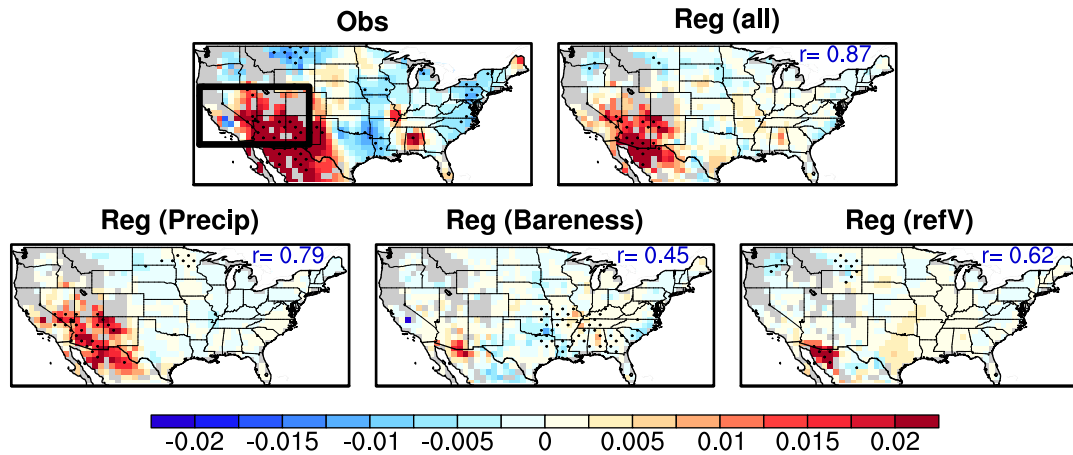 Obs
Reg (all)
r= 0.87
Reg (Precip)
Reg (Bareness)
Reg (refV)
r= 0.79
r= 0.45
r= 0.62
-0.02 -0.015 -0.01 -0.005 0 0.005 0.01 0.015 0.02